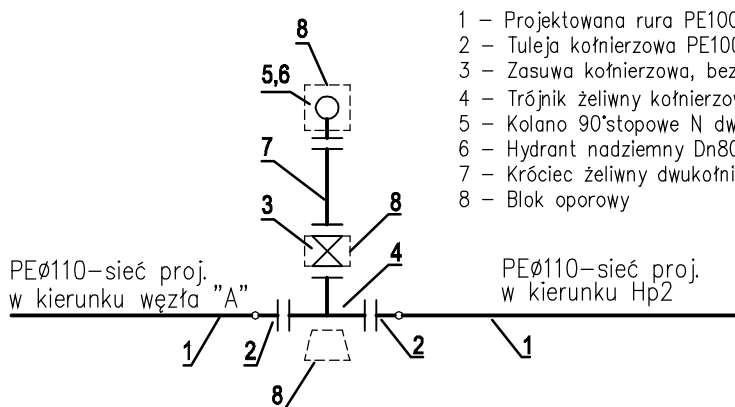 8
1 – Projektowana rura PE100
2 – Tuleja kołnierzowa PE100
5,6
3 – Zasuwa kołnierzowa, bez
4 – Trójnik żeliwny kołnierzow
5 – Kolano 90°stopowe N dw
6 – Hydrant nadziemny Dn80
7
7 – Króciec żeliwny dwukołni
8 – Blok oporowy
3
8
4
PEø110–sieć proj.
w kierunku węzła "A"
PEø110–sieć proj.
w kierunku Hp2
1
2
2
1
8